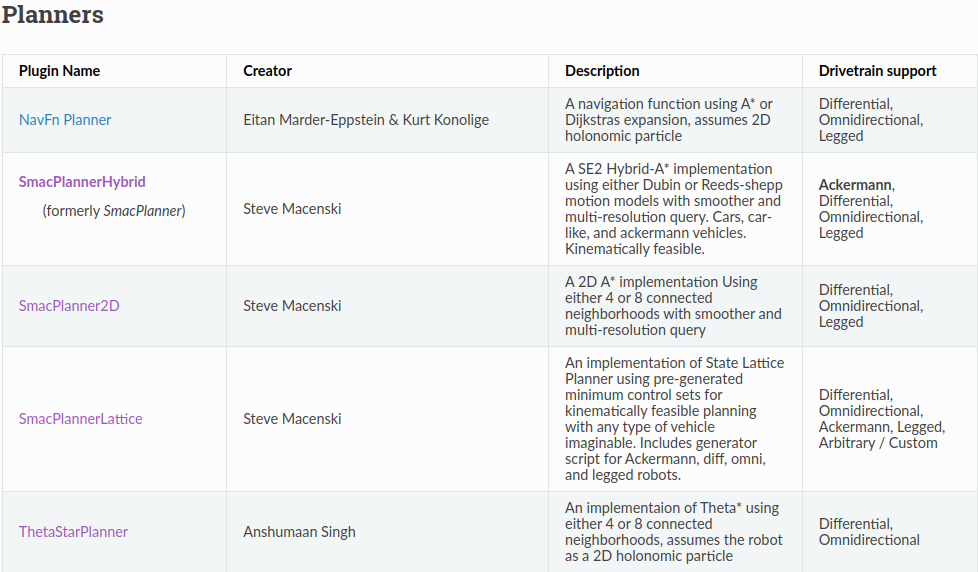 Planners
Plugin Name
Creator
Description
Drivetrain support
NavFn Planner
Eitan Marder-Eppstein & Kurt Konolige
A navigation function using A* or
Dijkstras expansion, assumes 2D
holonomic particle
Differential,
Omnidirectional,
Legged
SmacPlannerHybrid
(formerly SmacPlanner)
Steve Macenski
A SE2 Hybrid-A* implementation
using either Dubin or Reeds-shepp
motion models with smoother and
multi-resolution query. Cars, car-
like, and ackermann vehicles.
Kinematically feasible.
Ackermann,
Differential,
Omnidirectional,
Legged
SmacPlanner2D
Steve Macenski
A 2D A* implementation Using
either 4 or 8 connected
neighborhoods with smoother and
multi-resolution query
Differential,
Omnidirectional,
Legged
SmacPlannerLattice
Steve Macenski
An implementation of State Lattice
Planner using pre-generated
minimum control sets for
kinematically feasible planning
with any type of vehicle
imaginable. Includes generator
script for Ackermann, diff, omni,
and legged robots.
Differential,
Omnidirectional,
Ackermann, Legged,
Arbitrary / Custom
ThetaStarPlanner
Anshumaan Singh
An implementaion of Theta* using
either 4 or 8 connected
neighborhoods, assumes the robot
as a 2D holonomic particle
Differential,
Omnidirectional